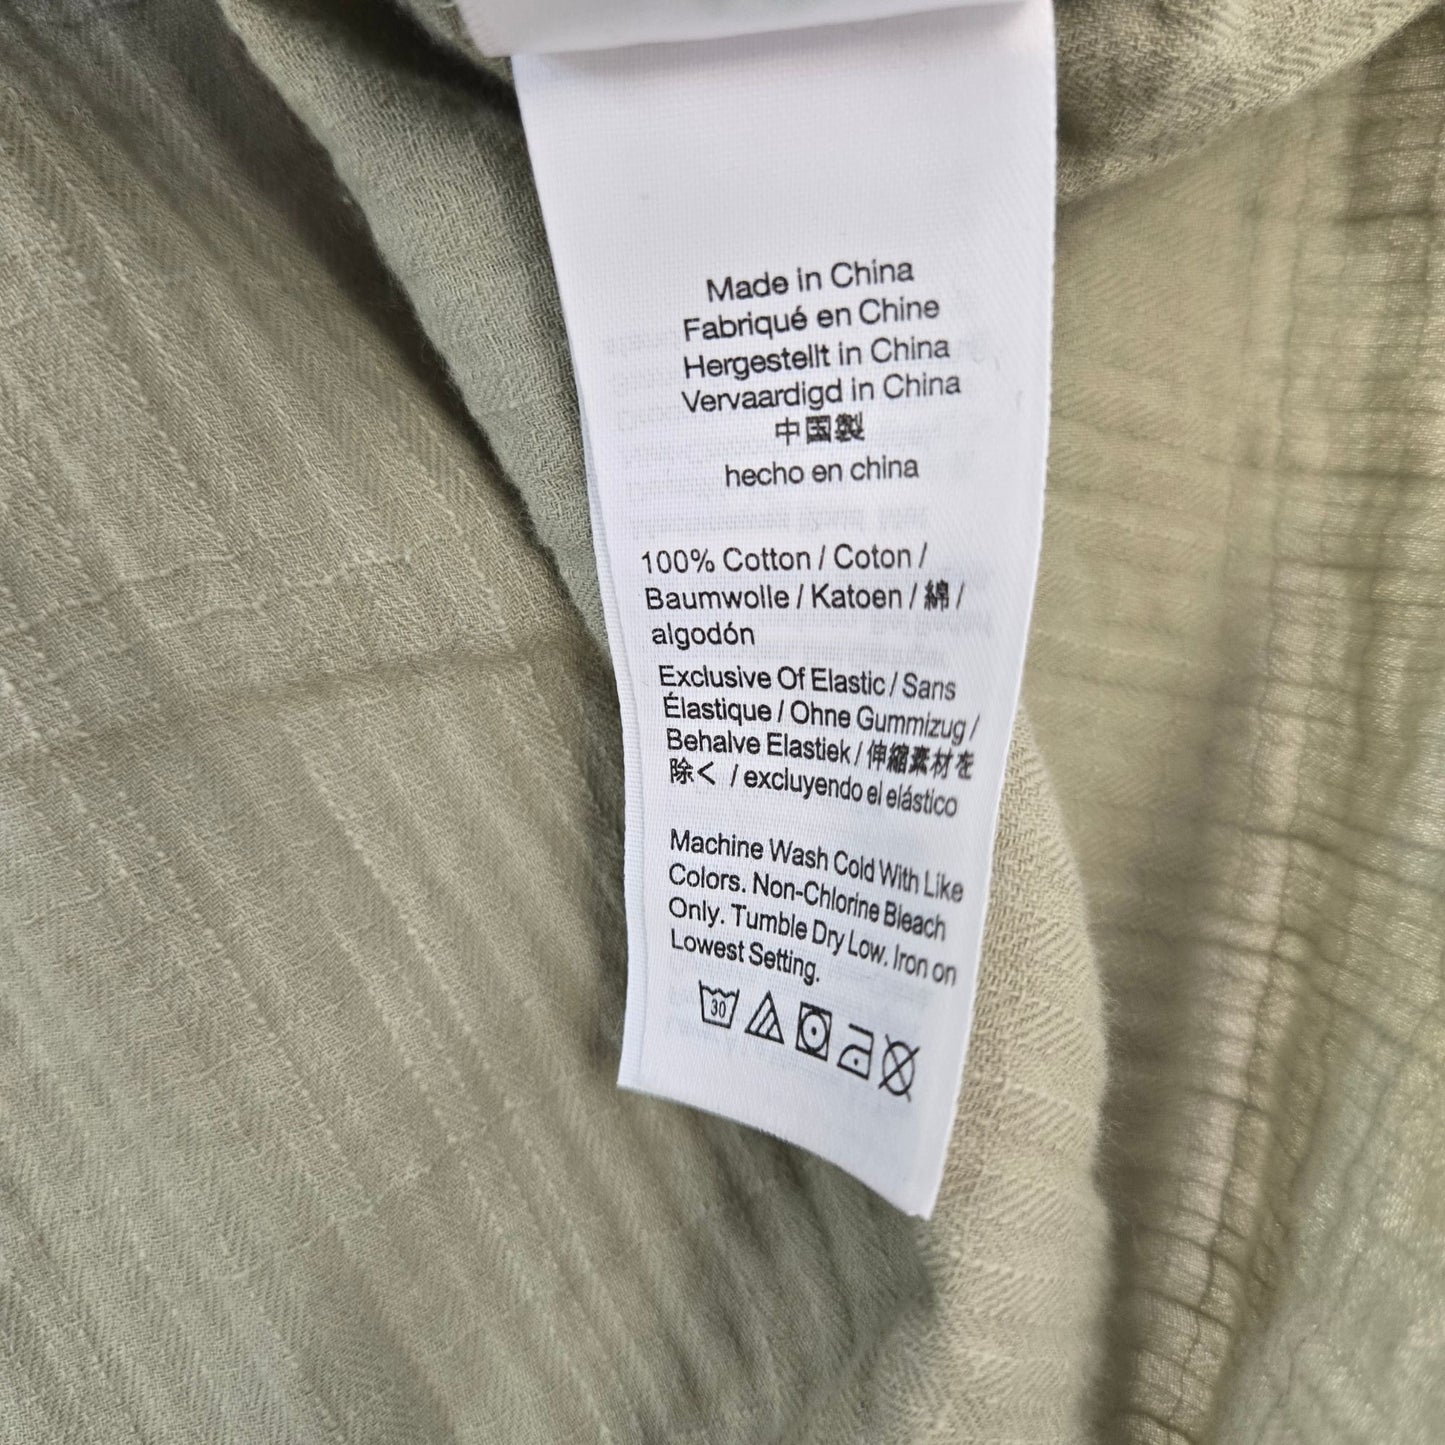 Made in China
Fabriqué en Chine
Hergestellt in China
Vervaardigd in China
中国製
hecho en china
100% Cotton / Coton /
Baumwolle / Katoen / 綿 /
algodón
Exclusive Of Elastic / Sans
Élastique / Ohne Gummizug /
Behalve Elastiek / 伸縮素材を
除く / excluyendo el elástico
Machine Wash Cold With Like
Colors. Non-Chlorine Bleach
Only. Tumble Dry Low. Iron on
Lowest Setting.
30